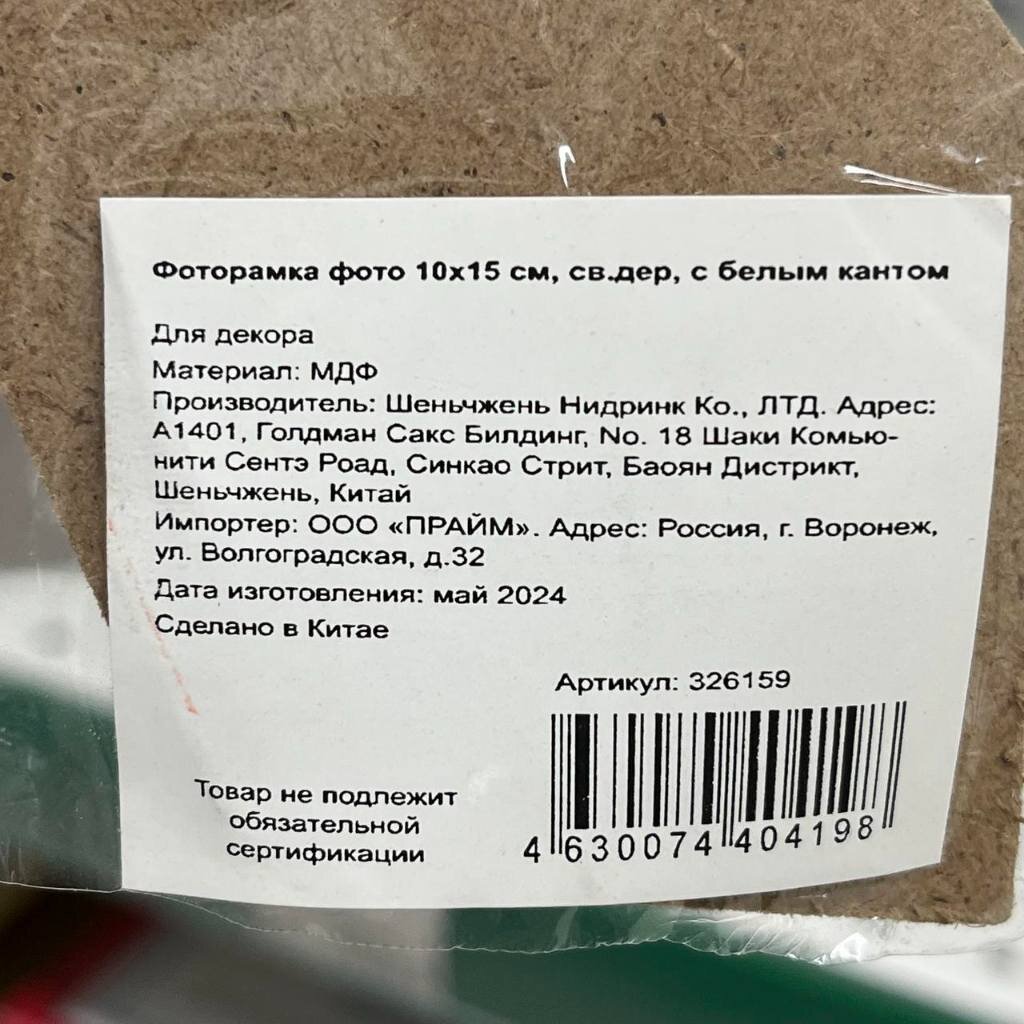 Фоторамка фото 10х15 см, св.дер, с белым кантом
Для декора
Материал: МДФ
Производитель: Шеньчжень Нидринк Ко., ЛТД. Адрес:
А1401, Голдман Сакс Билдинг, No. 18 Шаки Комью-
нити Сентэ Роад, Синкао Стрит, Баоян Дистрикт,
Шеньчжень, Китай
Импортер: ООО «ПРАЙМ». Адрес: Россия, г. Воронеж,
ул. Волгоградская, д.32
Дата изготовления: май 2024
Сделано в Китае
Артикул: 326159
Товар не подлежит
обязательной
сертификации
4 630074 404198